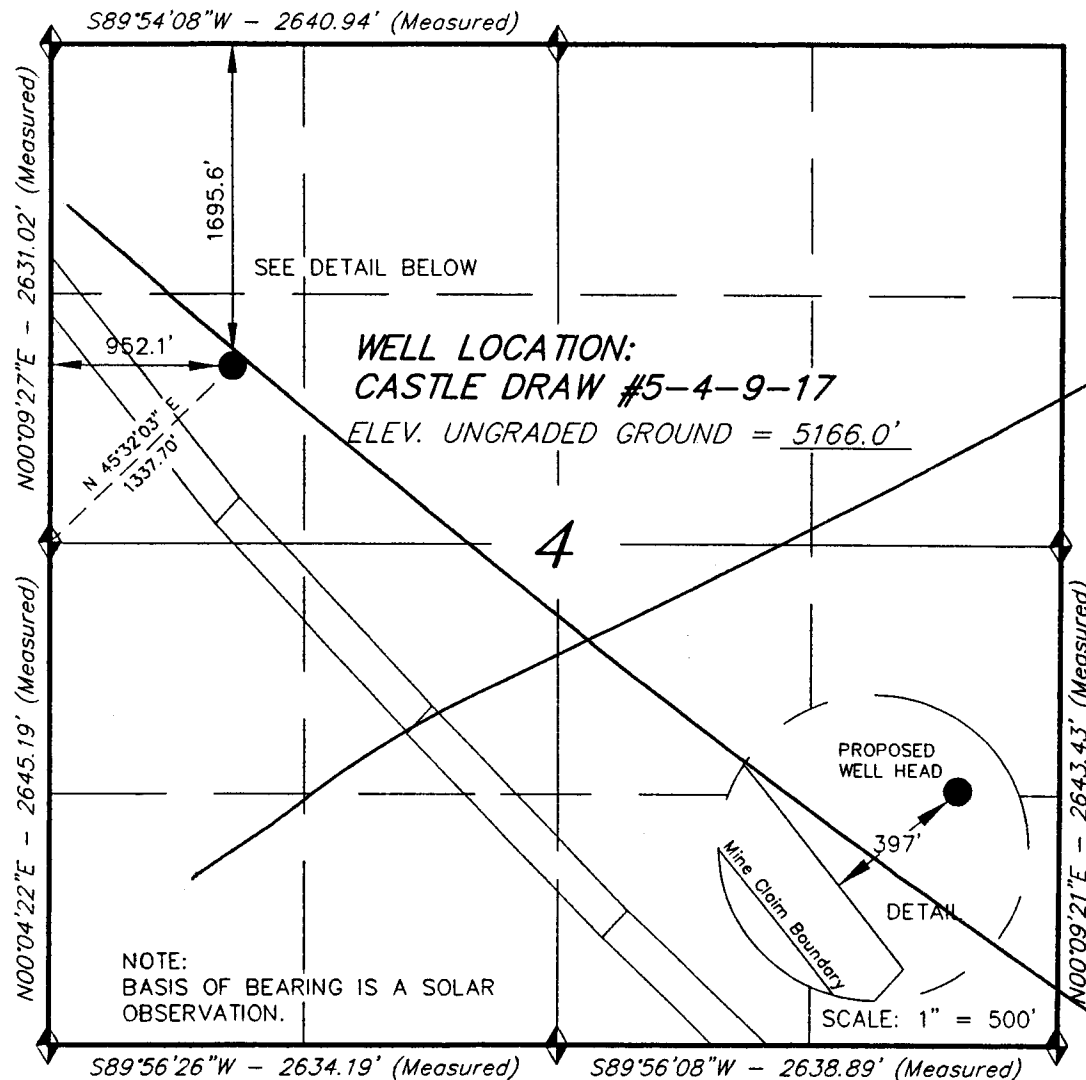 S89°54'08"W - 2640.94' (Measured)
N00°09'27"E - 2631.02' (Measured)
1695.6'
SEE DETAIL BELOW
952.1'
WELL LOCATION:
CASTLE DRAW #5-4-9-17
ELEV. UNGRADED GROUND = 5166.0'
N 45°32'03" E
1337.70'
4
N00°04'22"E - 2645.19' (Measured)
N00°09'21"E - 2643.43' (Measured)
PROPOSED
WELL HEAD
397'
Mine Claim Boundary
DETAIL
NOTE:
BASIS OF BEARING IS A SOLAR
OBSERVATION.
SCALE: 1" = 500'
S89°56'26"W - 2634.19' (Measured)
S89°56'08"W - 2638.89' (Measured)